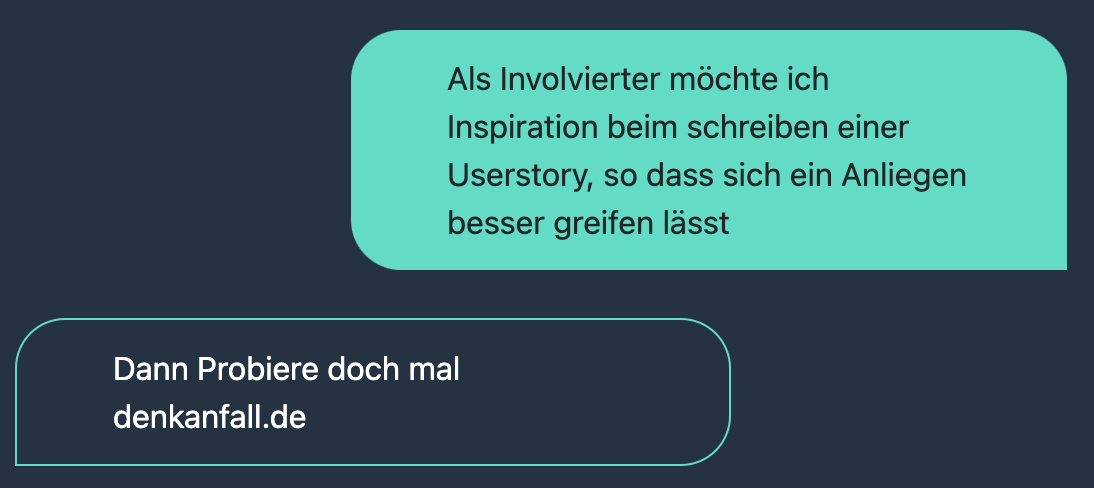 Als Involvierter möchte ich
Inspiration beim schreiben einer
Userstory, so dass sich ein Anliegen
besser greifen lässt
Dann Probiere doch mal
denkanfall.de